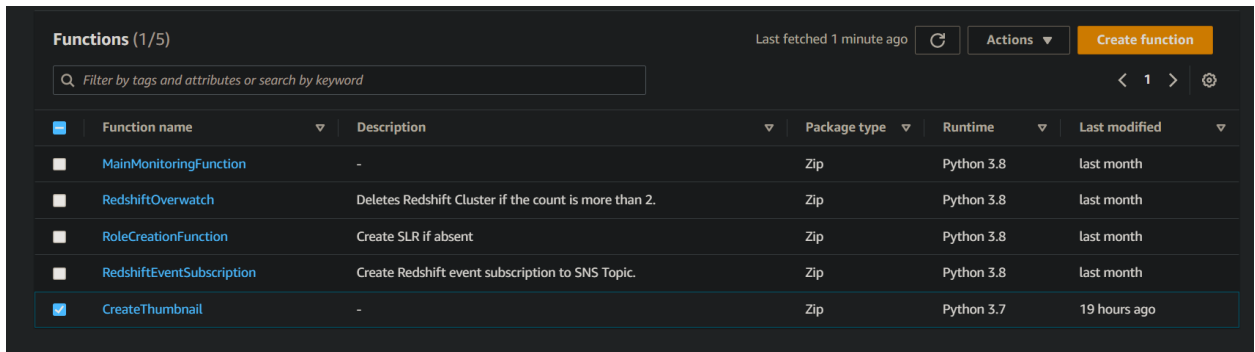 Functions (1/5) Last fetched 1 minute ago Actions Create function
Filter by tags and attributes or search by keyword 1
Function name Description Package type Runtime Last modified
MainMonitoringFunction - Zip Python 3.8 last month
RedshiftOverwatch Deletes Redshift Cluster if the count is more than 2. Zip Python 3.8 last month
RoleCreationFunction Create SLR if absent Zip Python 3.8 last month
RedshiftEventSubscription Create Redshift event subscription to SNS Topic. Zip Python 3.8 last month
CreateThumbnail - Zip Python 3.7 19 hours ago